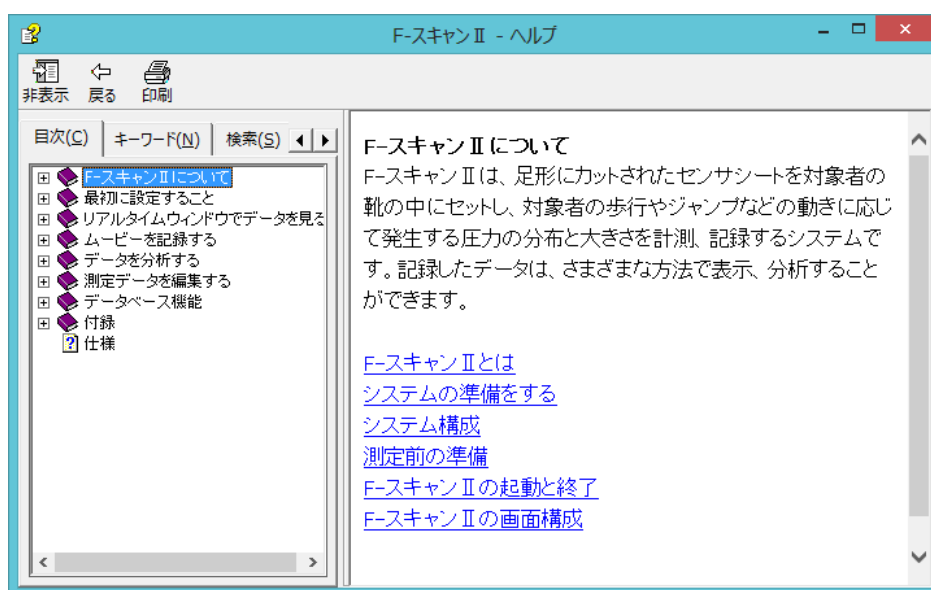 F-スキャンⅡ - ヘルプ
非表示 戻る 印刷
目次(C) キーワード(N) 検索(S)
F-スキャンⅡについて
最初に設定すること
リアルタイムウィンドウでデータを見る
ムービーを記録する
データを分析する
測定データを編集する
データベース機能
付録
仕様
F-スキャンⅡについて
F-スキャンⅡは、足形にカットされたセンサシートを対象者の
靴の中にセットし、対象者の歩行やジャンプなどの動きに応じ
て発生する圧力の分布と大きさを計測、記録するシステムで
す。記録したデータは、さまざまな方法で表示、分析すること
ができます。
F-スキャンⅡとは
システムの準備をする
システム構成
測定前の準備
F-スキャンⅡの起動と終了
F-スキャンⅡの画面構成